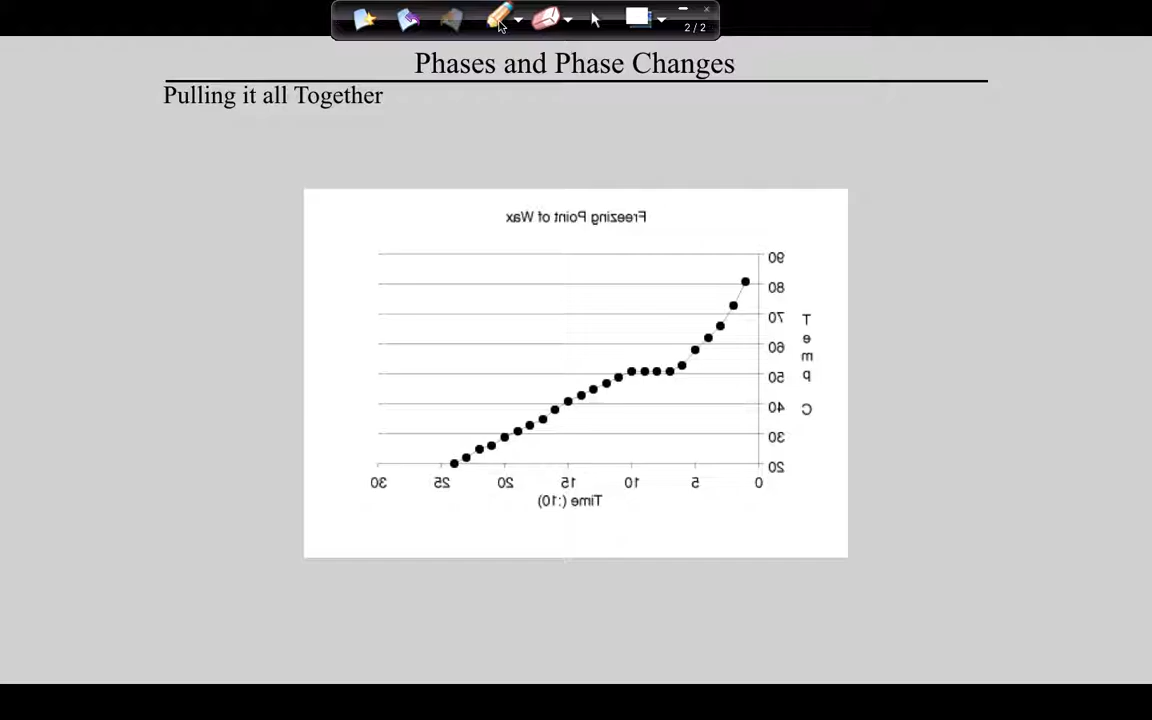 2 / 2
Phases and Phase Changes
Pulling it all Together
Freezing Point of Wax
90
80
70
60
50
40
30
20
Temp C
0 5 10 15 20 25 30
Time (:10)